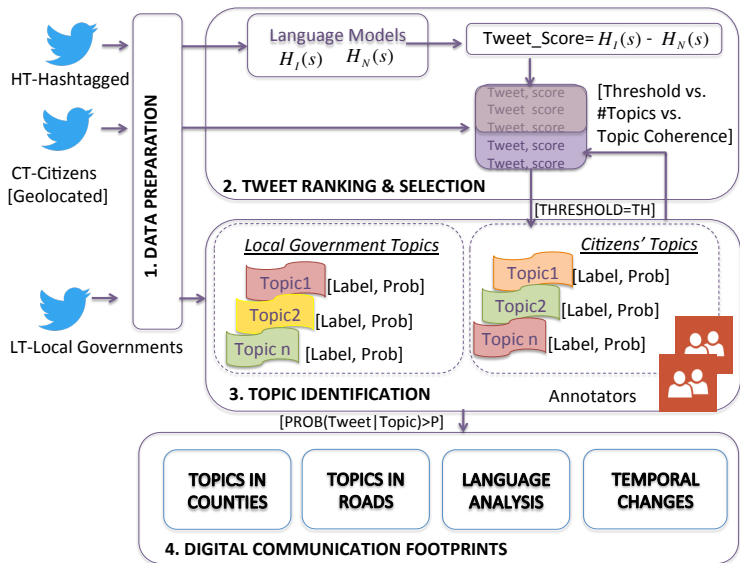 HT-Hashtagged
CT-Citizens
[Geolocated]
LT-Local Governments
1. DATA PREPARATION
Language Models
H_I(s) H_N(s)
Tweet_Score= H_I(s) - H_N(s)
Tweet, score
Tweet score
Tweet, score
Tweet, score
Tweet, score
[Threshold vs.
#Topics vs.
Topic Coherence]
2. TWEET RANKING & SELECTION
[THRESHOLD=TH]
Local Government Topics
Topic1 [Label, Prob]
Topic2 [Label, Prob]
Topic n [Label, Prob]
Citizens’ Topics
Topic1 [Label, Prob]
Topic2 [Label, Prob]
Topic n [Label, Prob]
3. TOPIC IDENTIFICATION
Annotators
[PROB(Tweet|Topic)>P]
TOPICS IN
COUNTIES
TOPICS IN
ROADS
LANGUAGE
ANALYSIS
TEMPORAL
CHANGES
4. DIGITAL COMMUNICATION FOOTPRINTS